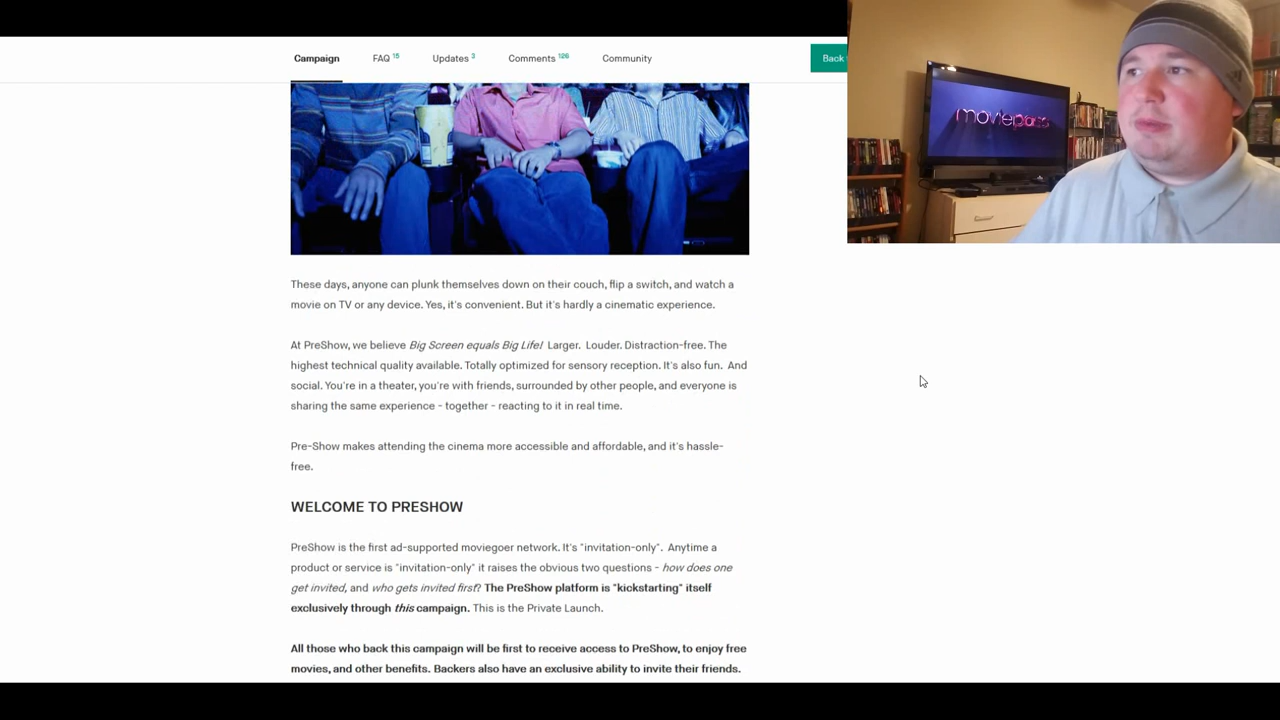 Campaign FAQ 15 Updates 3 Comments 126 Community Back
moviepass
These days, anyone can plunk themselves down on their couch, flip a switch, and watch a
movie on TV or any device. Yes, it's convenient. But it's hardly a cinematic experience.
At PreShow, we believe Big Screen equals Big Life! Larger. Louder. Distraction-free. The
highest technical quality available. Totally optimized for sensory reception. It's also fun. And
social. You're in a theater, you're with friends, surrounded by other people, and everyone is
sharing the same experience - together - reacting to it in real time.
Pre-Show makes attending the cinema more accessible and affordable, and it's hassle-
free.
WELCOME TO PRESHOW
PreShow is the first ad-supported moviegoer network. It's "invitation-only". Anytime a
product or service is "invitation-only" it raises the obvious two questions - how does one
get invited, and who gets invited first? The PreShow platform is "kickstarting" itself
exclusively through this campaign. This is the Private Launch.
All those who back this campaign will be first to receive access to PreShow, to enjoy free
movies, and other benefits. Backers also have an exclusive ability to invite their friends.